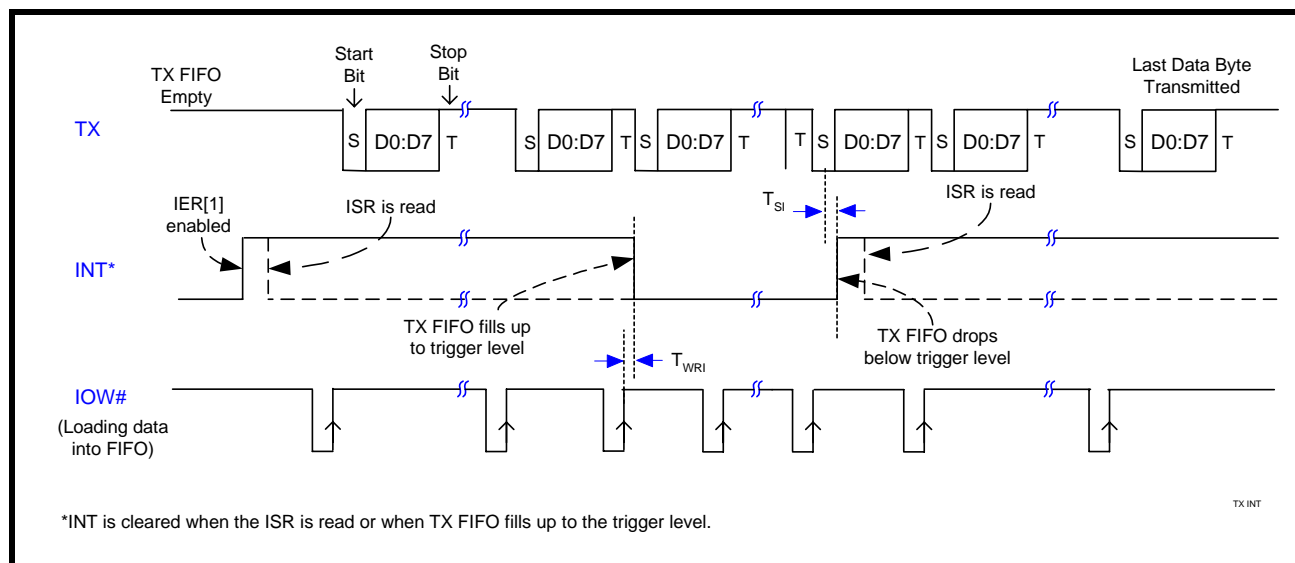 Start
Bit
Stop
Bit
TX FIFO
Empty
Last Data Byte
Transmitted
TX
S D0:D7 T
S D0:D7 T
S D0:D7 T
T
S D0:D7 T
S D0:D7 T
S D0:D7 T
IER[1]
enabled
ISR is read
TSI
ISR is read
INT*
TX FIFO fills up
to trigger level
TX FIFO drops
below trigger level
TWRI
IOW#
(Loading data
into FIFO)
*INT is cleared when the ISR is read or when TX FIFO fills up to the trigger level.
TX INT